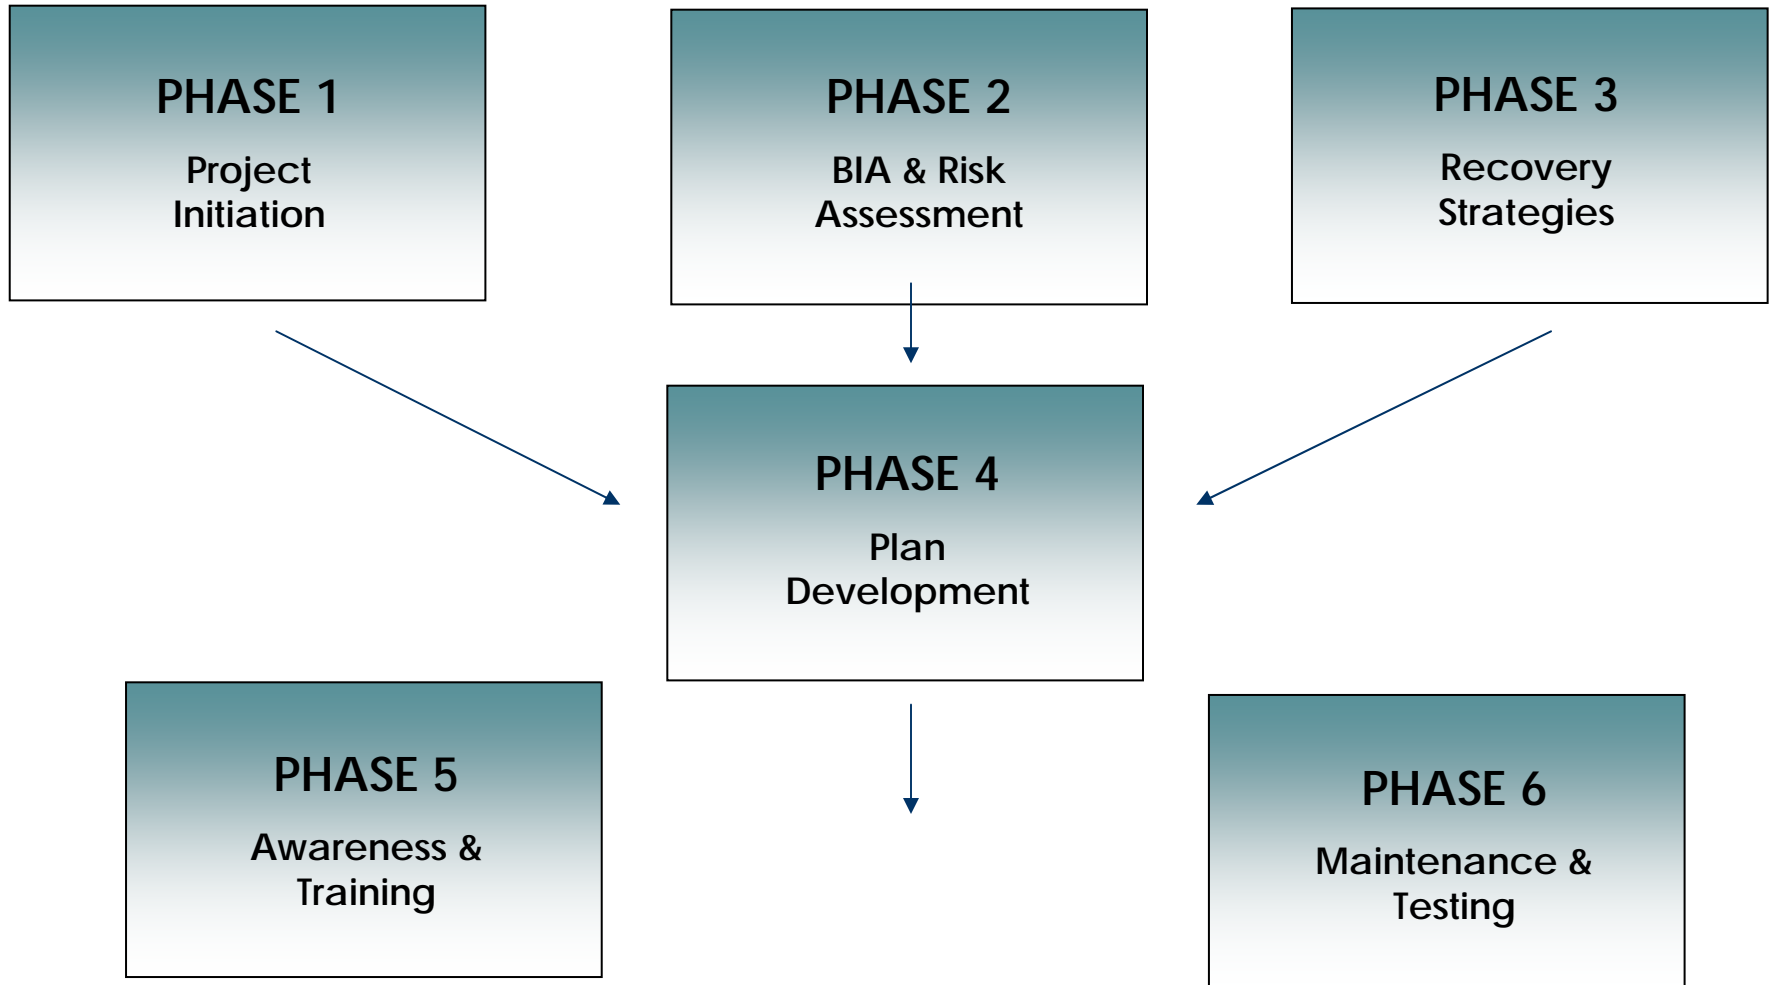 PHASE 1
Project
Initiation
PHASE 2
BIA & Risk
Assessment
PHASE 3
Recovery
Strategies
PHASE 4
Plan
Development
PHASE 5
Awareness &
Training
PHASE 6
Maintenance &
Testing